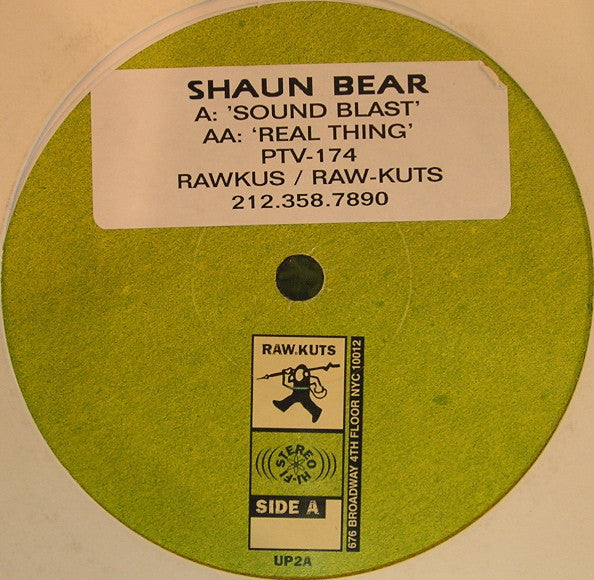 SHAUN BEAR
A: 'SOUND BLAST'
AA: 'REAL THING'
PTV-174
RAWKUS / RAW-KUTS
212.358.7890
RAW.KUTS
STEREO
HI-FI
SIDE A
676 BROADWAY 4TH FLOOR NYC 10012
UP2A